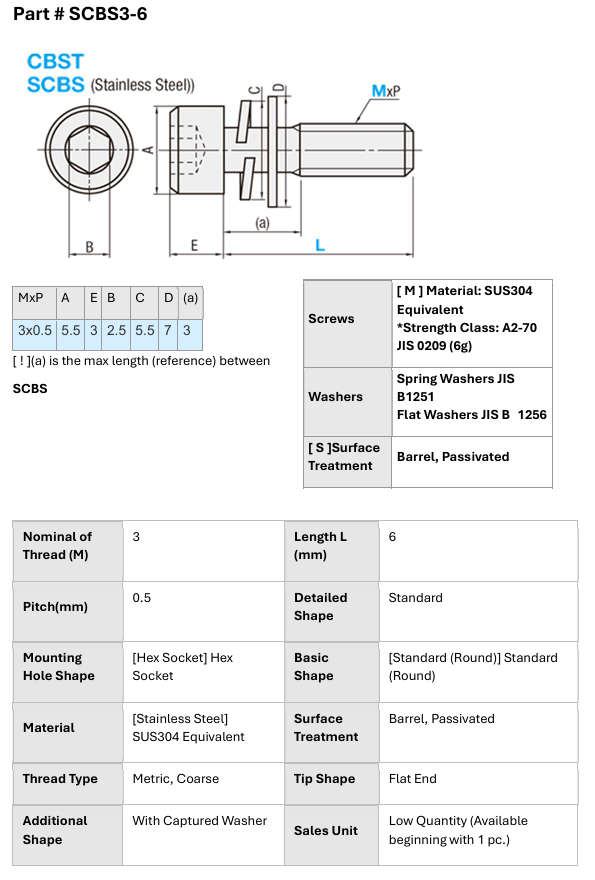 Part # SCBS3-6
CBST
SCBS (Stainless Steel))
C
D
MxP
A
(a)
B
E
L
MxP A E B C D (a)
3x0.5 5.5 3 2.5 5.5 7 3
[ ! ](a) is the max length (reference) between
SCBS
Screws
[ M ] Material: SUS304
Equivalent
*Strength Class: A2-70
JIS 0209 (6g)
Washers
Spring Washers JIS
B1251
Flat Washers JIS B 1256
[ S ]Surface
Treatment
Barrel, Passivated
Nominal of
Thread (M)
3
Length L
(mm)
6
Pitch(mm)
0.5
Detailed
Shape
Standard
Mounting
Hole Shape
[Hex Socket] Hex
Socket
Basic
Shape
[Standard (Round)] Standard
(Round)
Material
[Stainless Steel]
SUS304 Equivalent
Surface
Treatment
Barrel, Passivated
Thread Type
Metric, Coarse
Tip Shape
Flat End
Additional
Shape
With Captured Washer
Sales Unit
Low Quantity (Available
beginning with 1 pc.)